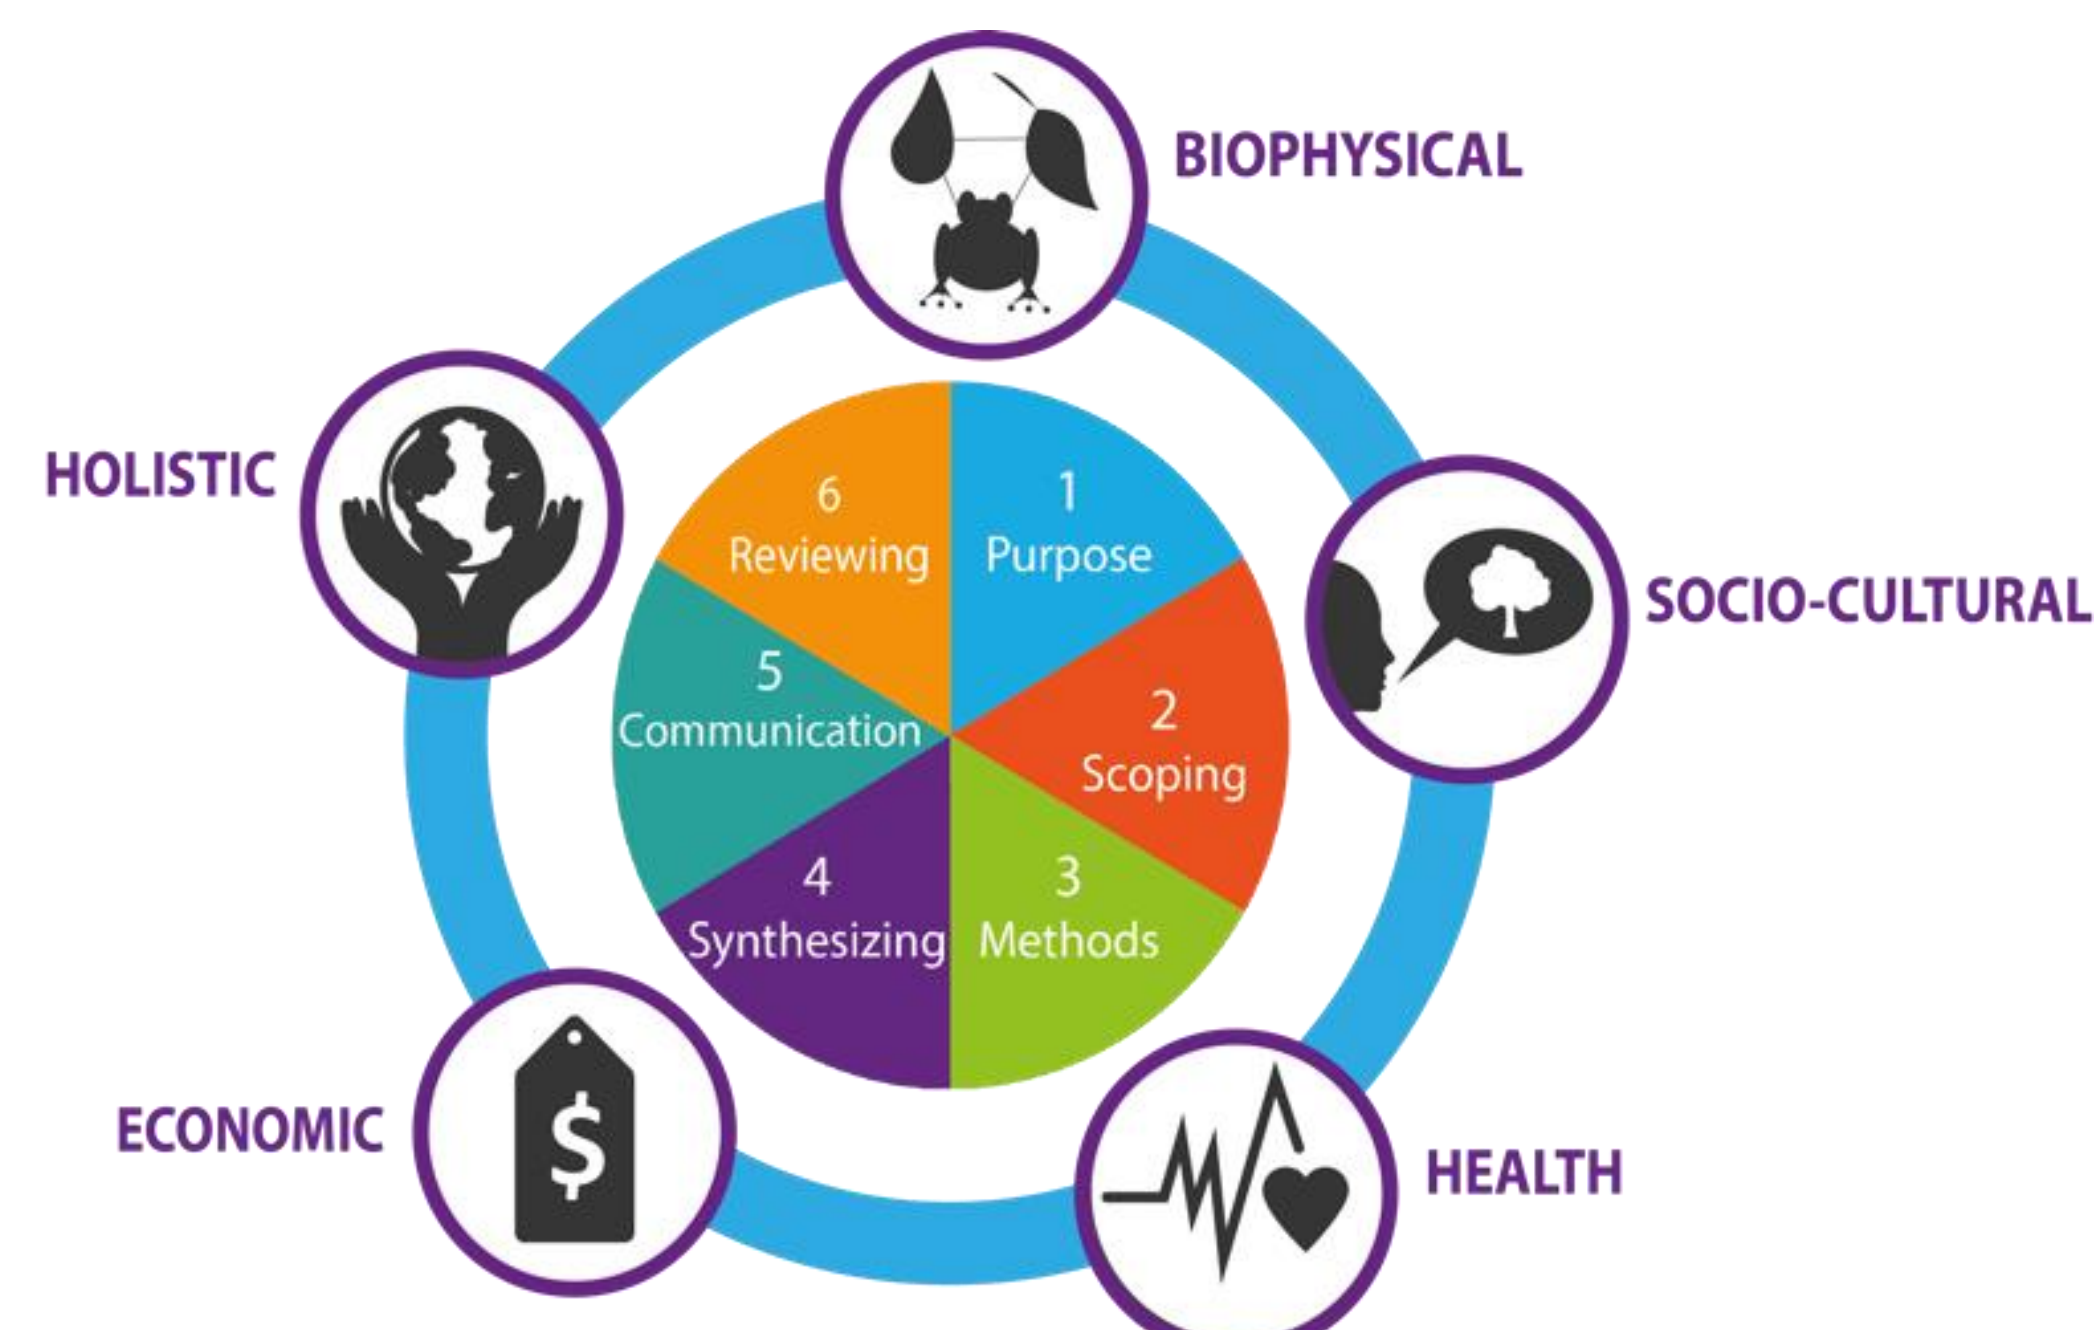 BIOPHYSICAL
HOLISTIC
SOCIO-CULTURAL
6
Reviewing
1
Purpose
5
Communication
2
Scoping
4
Synthesizing
3
Methods
ECONOMIC
$
HEALTH